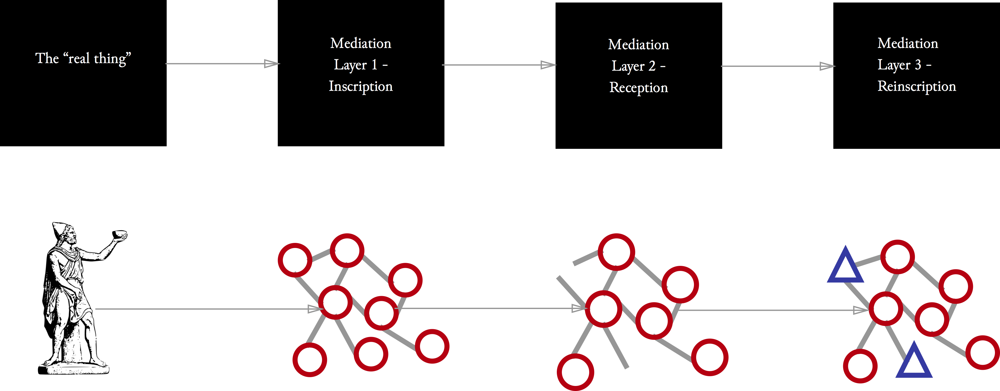 The “real thing”
Mediation
Layer 1 –
Inscription
Mediation
Layer 2 –
Reception
Mediation
Layer 3 –
Reinscription